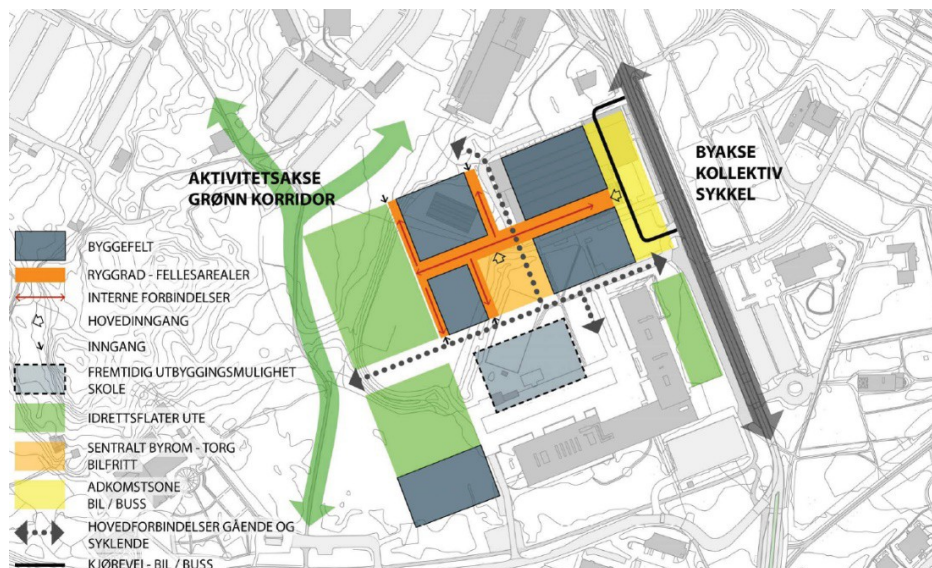 AKTIVITETSAKSE
GRØNN KORRIDOR
BYAKSE
KOLLEKTIV
SYKKEL
BYGGEFELT
RYGGRAD - FELLESAREALER
INTERNE FORBINDELSER
HOVEDINNGANG
INNGANG
FREMTIDIG UTBYGGINGSMULIGHET
SKOLE
IDRETTSFLATER UTE
SENTRALT BYROM - TORG
BILFRITT
ADKOMSTSONE
BIL / BUSS
HOVEDFORBINDELSER GÅENDE OG
SYKLENDE
KJØREVEI - BIL / BUSS